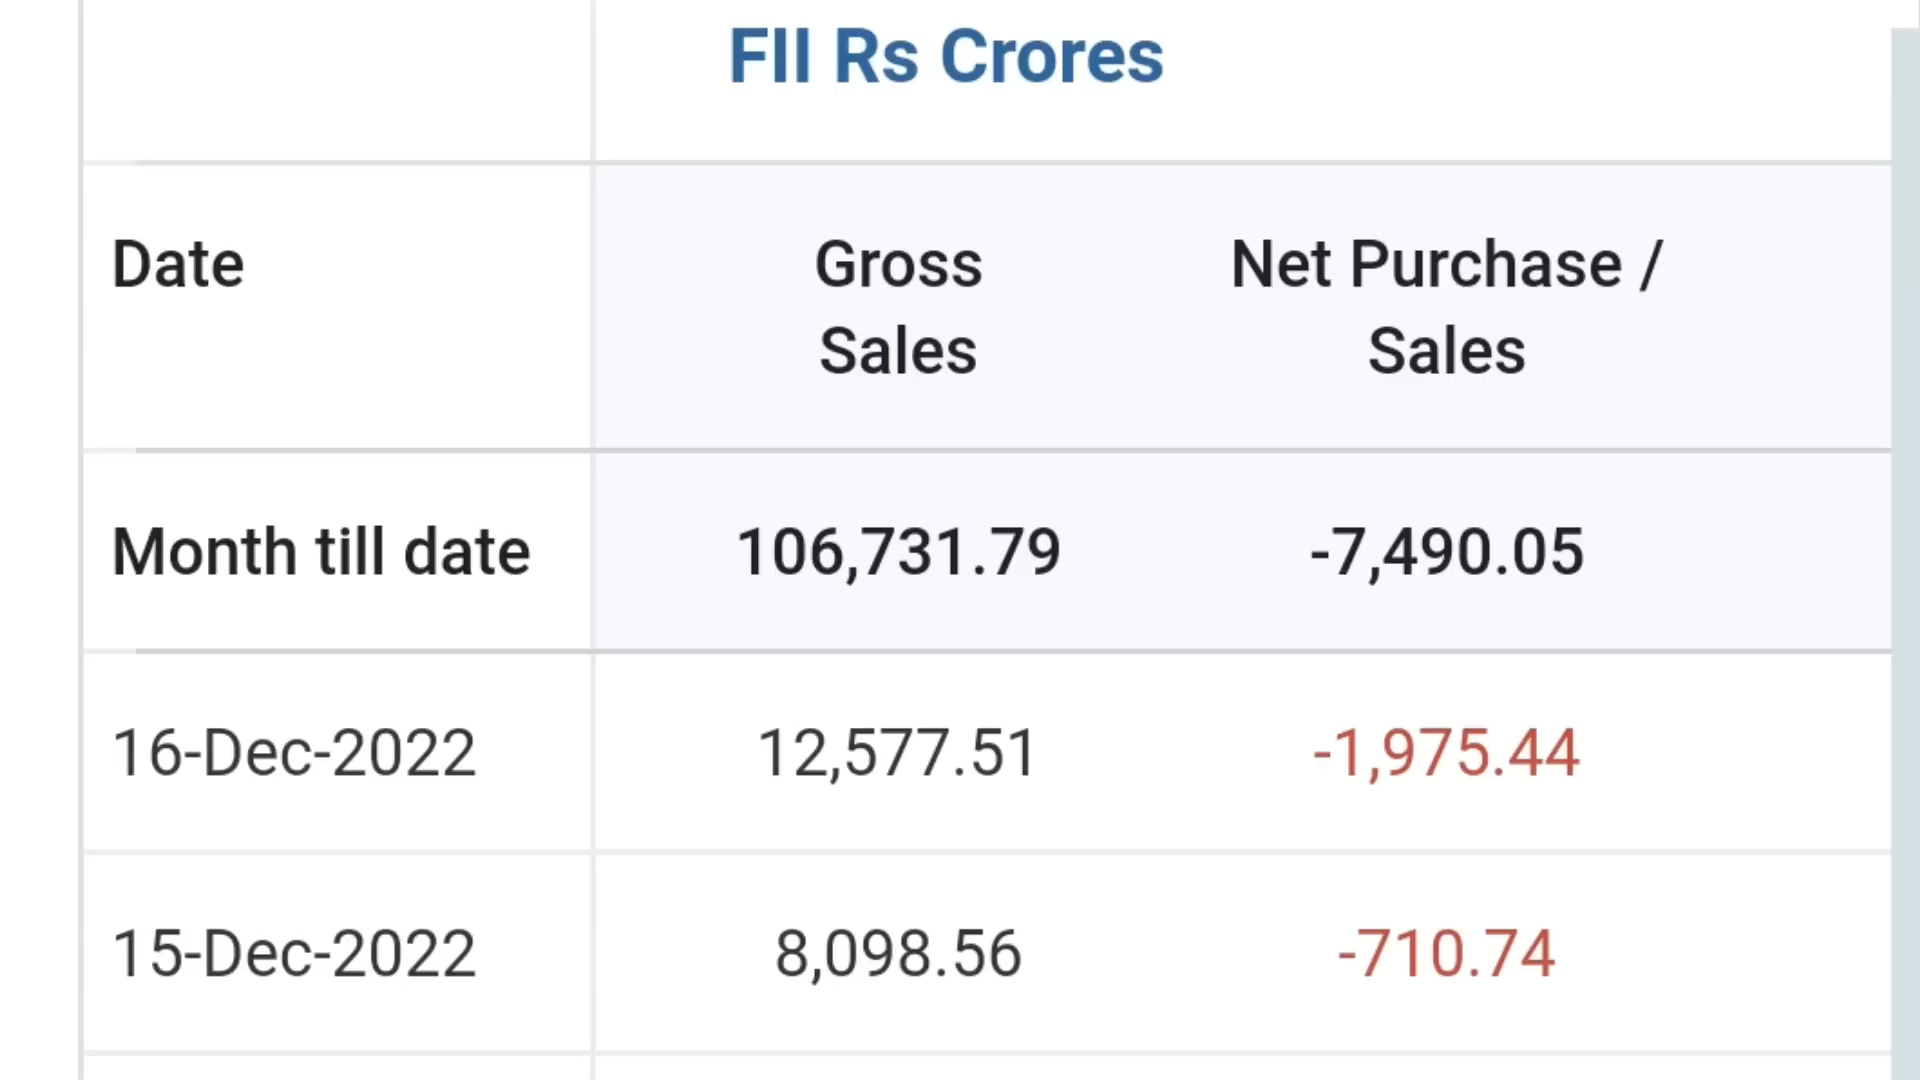 FII Rs Crores
Date
Gross
Sales
Net Purchase /
Sales
Month till date 106,731.79 -7,490.05
16-Dec-2022 12,577.51 -1,975.44
15-Dec-2022 8,098.56 -710.74